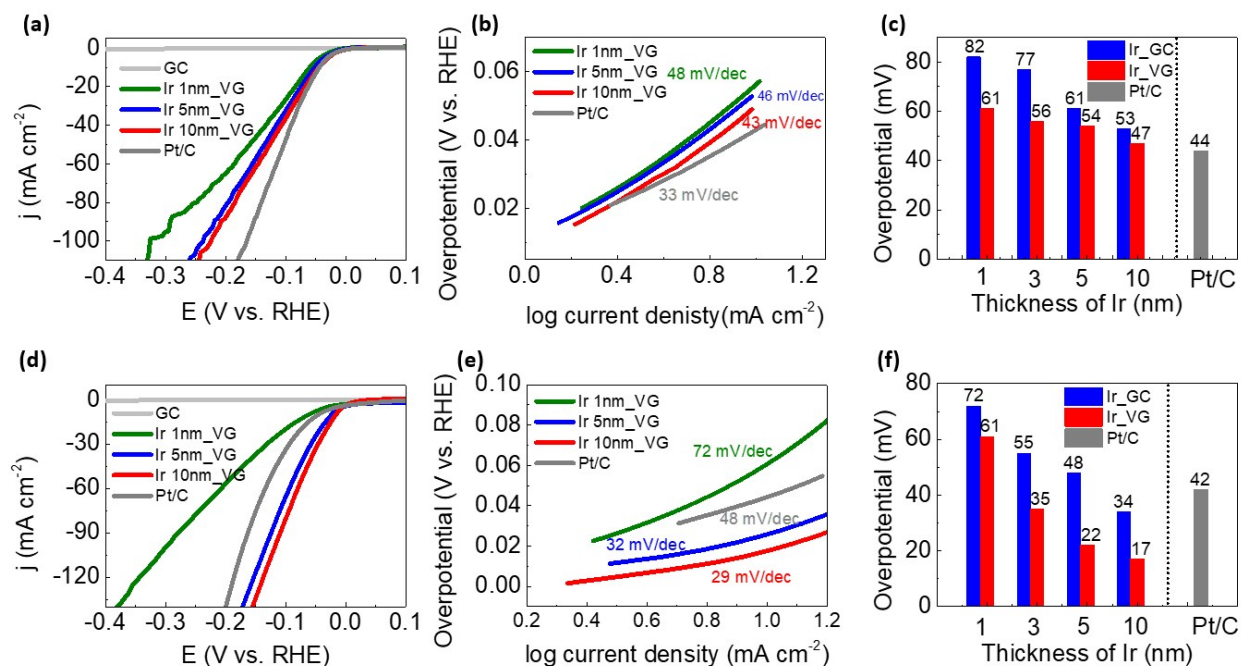 (a)
0
-20
-40
-60
-80
-100
j (mA cm-2)
GC
Ir 1nm_VG
Ir 5nm_VG
Ir 10nm_VG
Pt/C
-0.4 -0.3 -0.2 -0.1 0.0 0.1
E (V vs. RHE)
(b)
0.06
0.04
0.02
Overpotential (V vs. RHE)
Ir 1nm_VG
Ir 5nm_VG
Ir 10nm_VG
Pt/C
48 mV/dec
46 mV/dec
43 mV/dec
33 mV/dec
0.0 0.4 0.8 1.2
log current denisty(mA cm-2)
(c)
80
60
40
20
0
Overpotential (mV)
Ir_GC
Ir_VG
Pt/C
82 77 61 53
61 56 54 47 44
1 3 5 10 Pt/C
Thickness of Ir (nm)
(d)
0
-30
-60
-90
-120
j (mA cm-2)
GC
Ir 1nm_VG
Ir 5nm_VG
Ir 10nm_VG
Pt/C
-0.4 -0.3 -0.2 -0.1 0.0 0.1
E (V vs. RHE)
(e)
0.10
0.08
0.06
0.04
0.02
0.00
Overpotential (V vs. RHE)
Ir 1nm_VG
Ir 5nm_VG
Ir 10nm_VG
Pt/C
72 mV/dec
48 mV/dec
32 mV/dec
29 mV/dec
0.2 0.4 0.6 0.8 1.0 1.2
log current density (mA cm-2)
(f)
80
60
40
20
0
Overpotential (mV)
Ir_GC
Ir_VG
Pt/C
72 55 48 34
61 35 22 17 42
1 3 5 10 Pt/C
Thickness of Ir (nm)